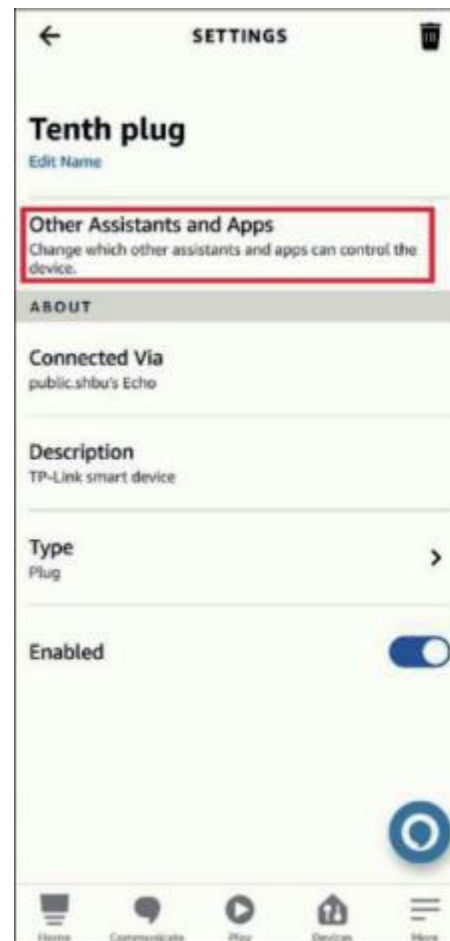 SETTINGS
Tenth plug
Edit Name
Other Assistants and Apps
Change which other assistants and apps can control the
device.
ABOUT
Connected Via
public.shbu's Echo
Description
TP-Link smart device
Type
Plug
Enabled
Home Communicate Play Devices More